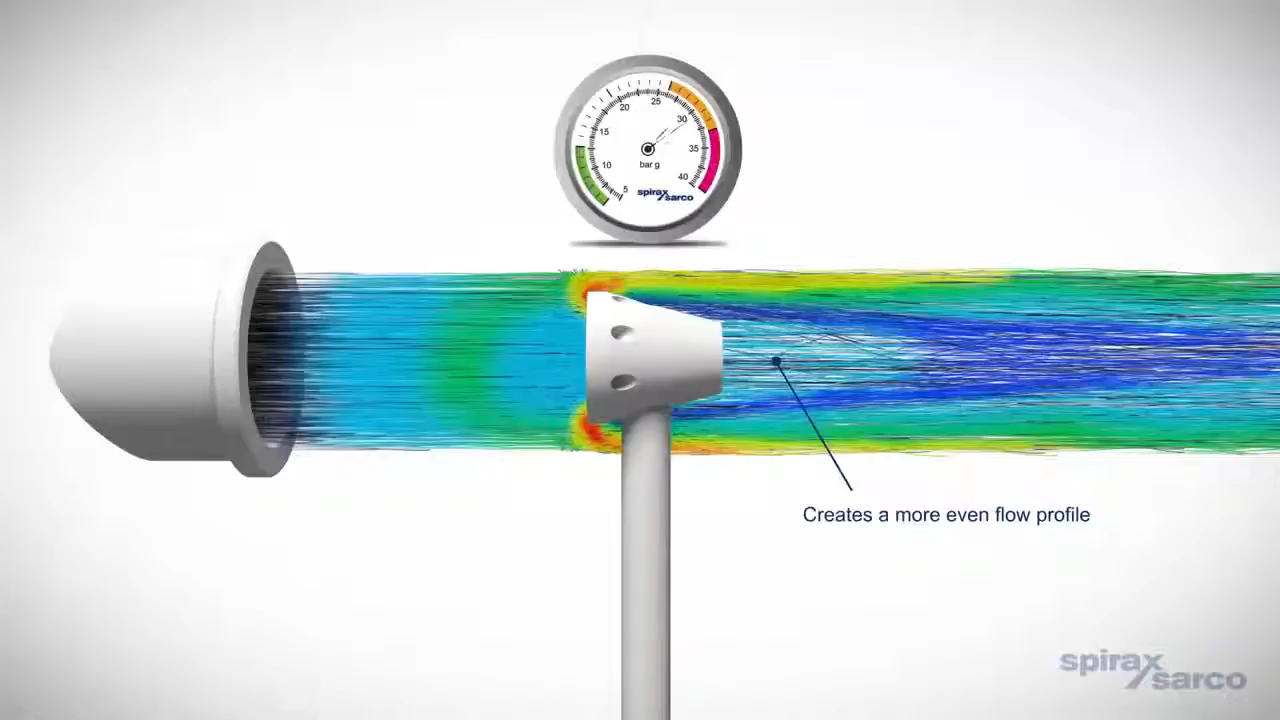 20
25
15
30
35
bar g
10
40
5
spirax
sarco
Creates a more even flow profile
spirax
sarco